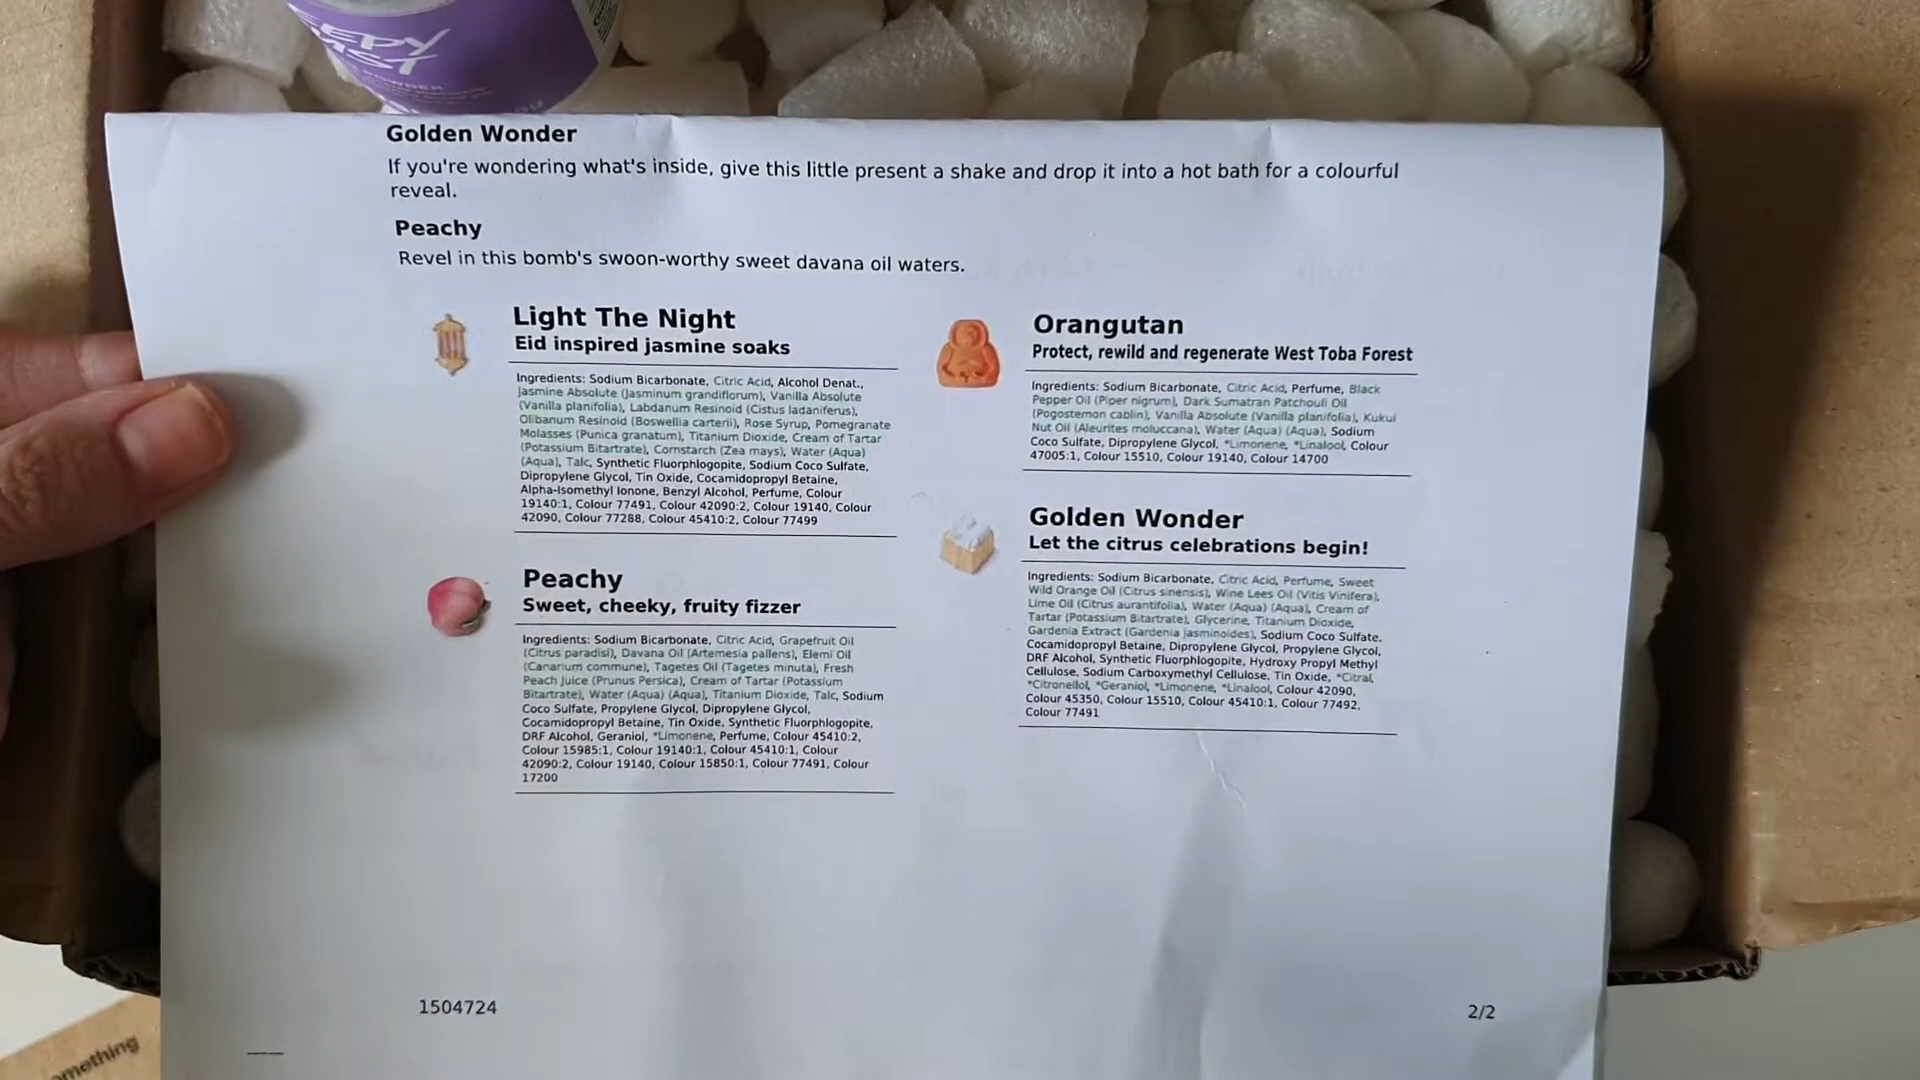 Golden Wonder
If you're wondering what's inside, give this little present a shake and drop it into a hot bath for a colourful
reveal.
Peachy
Revel in this bomb's swoon-worthy sweet davana oil waters.
Light The Night
Eid inspired jasmine soaks
Ingredients: Sodium Bicarbonate, Citric Acid, Alcohol Denat.,
Jasmine Absolute (Jasminum grandiflorum), Vanilla Absolute
(Vanilla planifolia), Labdanum Resinoid (Cistus ladaniferus),
Olibanum Resinoid (Boswellia carterii), Rose Syrup, Pomegranate
Molasses (Punica granatum), Titanium Dioxide, Cream of Tartar
(Potassium Bitartrate), Cornstarch (Zea mays), Water (Aqua)
(Aqua), Talc, Synthetic Fluorphlogopite, Sodium Coco Sulfate,
Dipropylene Glycol, Tin Oxide, Cocamidopropyl Betaine,
Alpha-Isomethyl Ionone, Benzyl Alcohol, Perfume, Colour
19140:1, Colour 77491, Colour 42090:2, Colour 19140, Colour
42090, Colour 77288, Colour 45410:2, Colour 77499
Peachy
Sweet, cheeky, fruity fizzer
Ingredients: Sodium Bicarbonate, Citric Acid, Grapefruit Oil
(Citrus paradisi), Davana Oil (Artemesia pallens), Elemi Oil
(Canarium commune), Tagetes Oil (Tagetes minuta), Fresh
Peach Juice (Prunus Persica), Cream of Tartar (Potassium
Bitartrate), Water (Aqua) (Aqua), Titanium Dioxide, Talc, Sodium
Coco Sulfate, Propylene Glycol, Dipropylene Glycol,
Cocamidopropyl Betaine, Tin Oxide, Synthetic Fluorphlogopite,
DRF Alcohol, Geraniol, *Limonene, Perfume, Colour 45410:2,
Colour 15985:1, Colour 19140:1, Colour 45410:1, Colour
42090:2, Colour 19140, Colour 15850:1, Colour 77491, Colour
17200
Orangutan
Protect, rewild and regenerate West Toba Forest
Ingredients: Sodium Bicarbonate, Citric Acid, Perfume, Black
Pepper Oil (Piper nigrum), Dark Sumatran Patchouli Oil
(Pogostemon cablin), Vanilla Absolute (Vanilla planifolia), Kukui
Nut Oil (Aleurites moluccana), Water (Aqua) (Aqua), Sodium
Coco Sulfate, Dipropylene Glycol, *Limonene, *Linalool, Colour
47005:1, Colour 15510, Colour 19140, Colour 14700
Golden Wonder
Let the citrus celebrations begin!
Ingredients: Sodium Bicarbonate, Citric Acid, Perfume, Sweet
Wild Orange Oil (Citrus sinensis), Wine Lees Oil (Vitis Vinifera),
Lime Oil (Citrus aurantifolia), Water (Aqua) (Aqua), Cream of
Tartar (Potassium Bitartrate), Glycerine, Titanium Dioxide,
Gardenia Extract (Gardenia jasminoides), Sodium Coco Sulfate,
Cocamidopropyl Betaine, Dipropylene Glycol, Propylene Glycol,
DRF Alcohol, Synthetic Fluorphlogopite, Hydroxy Propyl Methyl
Cellulose, Sodium Carboxymethyl Cellulose, Tin Oxide, *Citral,
*Citronellol, *Geraniol, *Limonene, *Linalool, Colour 42090,
Colour 45350, Colour 15510, Colour 45410:1, Colour 77492,
Colour 77491
1504724
2/2